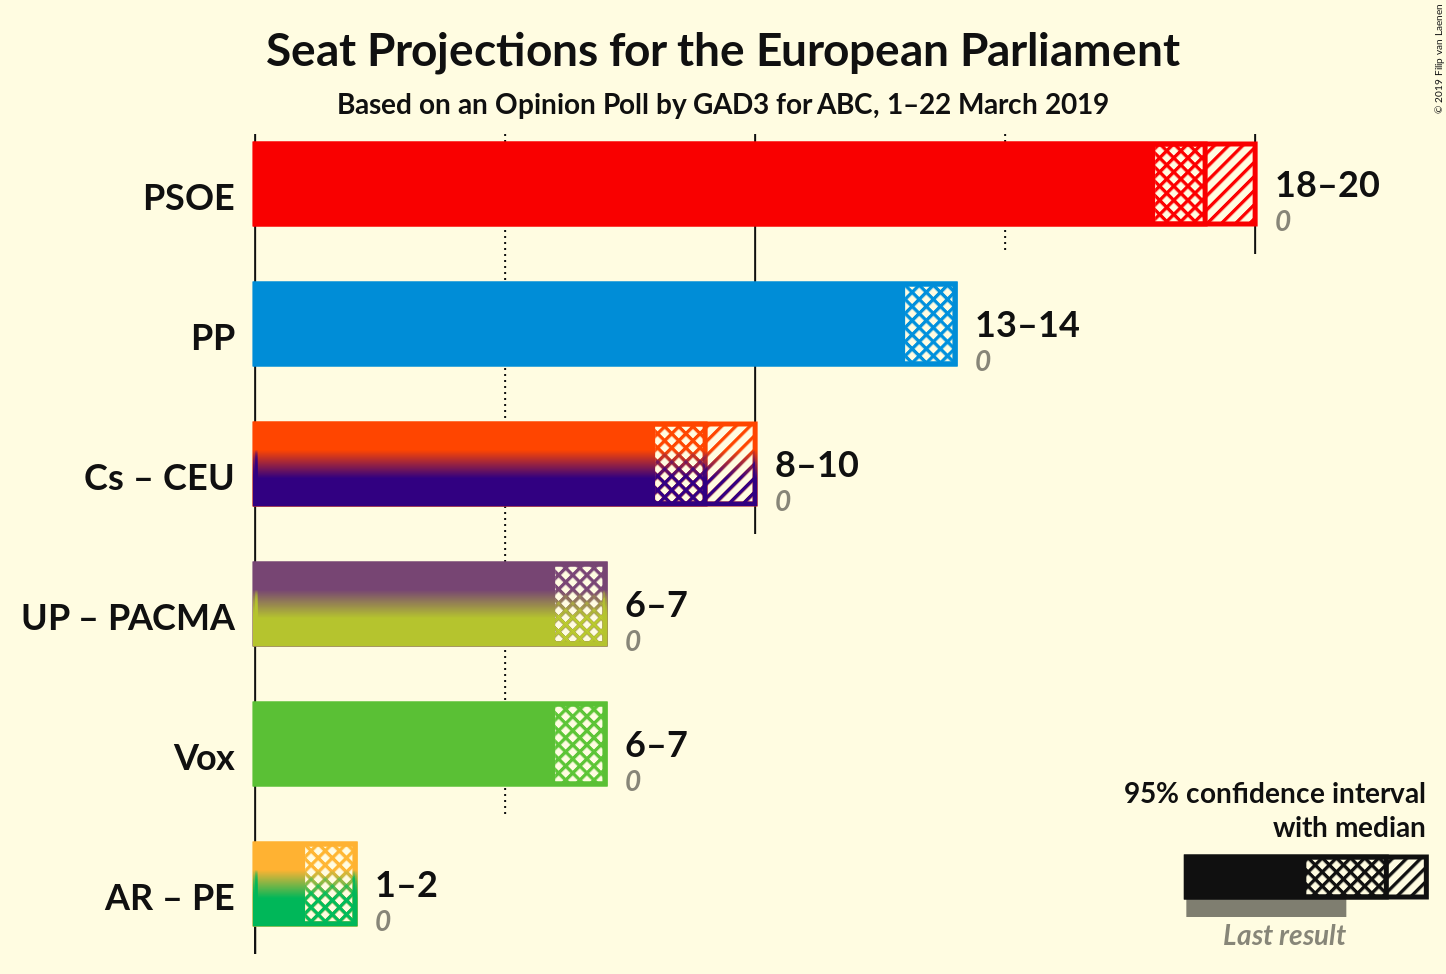 Seat Projections for the European Parliament
Based on an Opinion Poll by GAD3 for ABC, 1–22 March 2019
© 2019 Filip van Laenen
PSOE
18–20
0
PP
13–14
0
Cs – CEU
8–10
0
UP – PACMA
6–7
0
Vox
6–7
0
AR – PE
1–2
0
95% confidence interval
with median
Last result